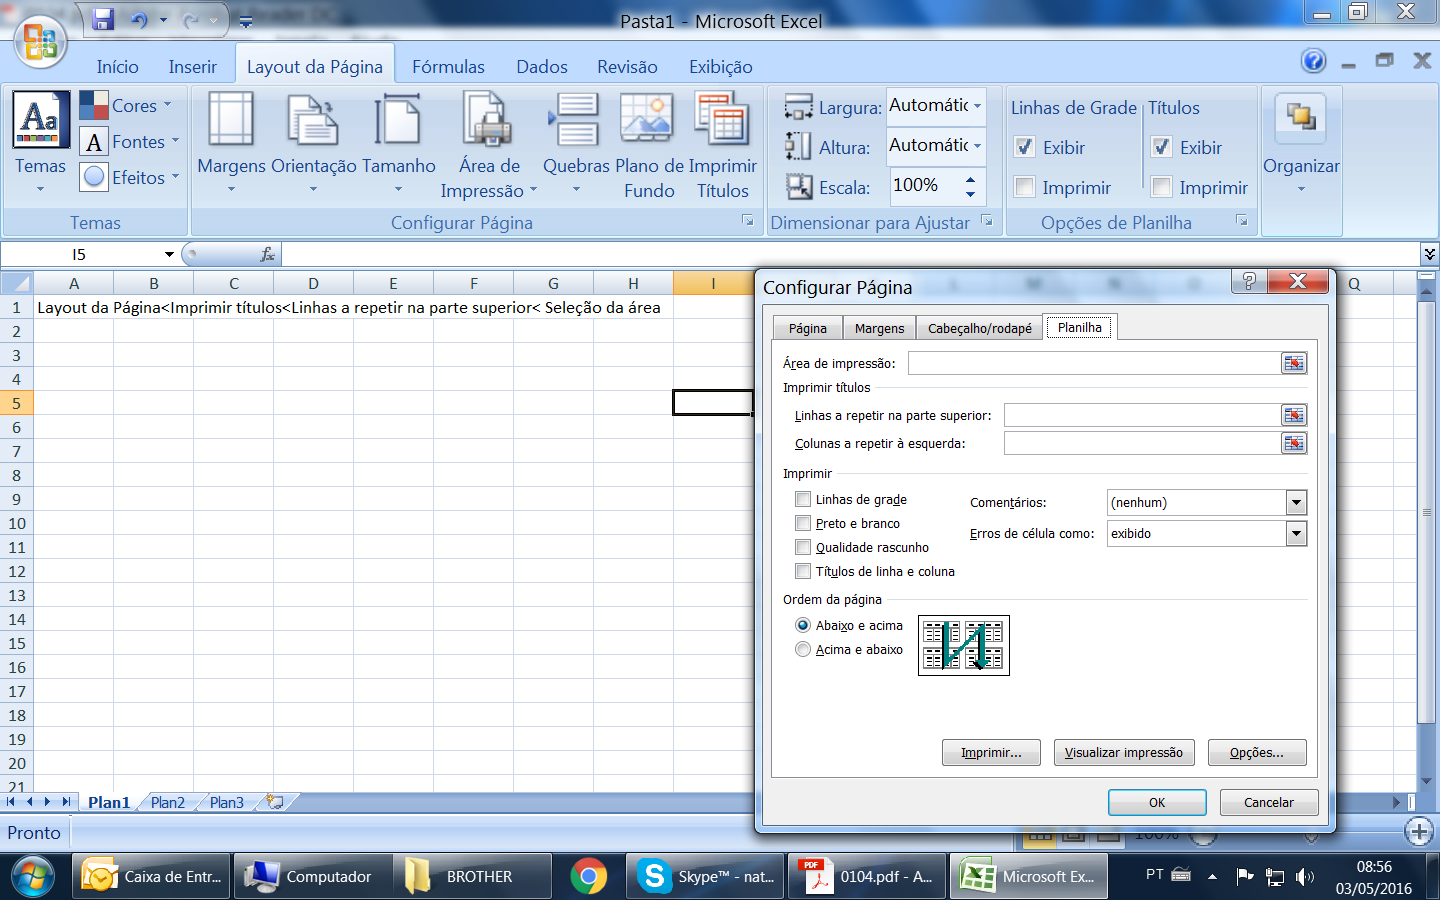 Pasta1 - Microsoft Excel
Início Inserir Layout da Página Fórmulas Dados Revisão Exibição
Aa Temas
Cores
A Fontes
Efeitos
Temas
Margens Orientação Tamanho Área de Impressão Quebras Plano de Fundo Imprimir Títulos
Configurar Página
Largura: Automátic
Altura: Automátic
Escala: 100%
Dimensionar para Ajustar
Linhas de Grade Títulos
Exibir Exibir
Imprimir Imprimir
Opções de Planilha
Organizar
I5 fx
A B C D E F G H I L M N O Q
1 Layout da Página<Imprimir títulos<Linhas a repetir na parte superior< Seleção da área
2
3
4
5
6
7
8
9
10
11
12
13
14
15
16
17
18
19
20
21
Plan1 Plan2 Plan3
Pronto 100%
Configurar Página
Página Margens Cabeçalho/rodapé Planilha
Área de impressão:
Imprimir títulos
Linhas a repetir na parte superior:
Colunas a repetir à esquerda:
Imprimir
Linhas de grade Comentários: (nenhum)
Preto e branco
Erros de célula como: exibido
Qualidade rascunho
Títulos de linha e coluna
Ordem da página
Abaixo e acima
Acima e abaixo
Imprimir... Visualizar impressão Opções...
OK Cancelar
Caixa de Entr... Computador BROTHER Skype™ - nat... PDF 0104.pdf - A... Microsoft Ex... PT 08:56
03/05/2016